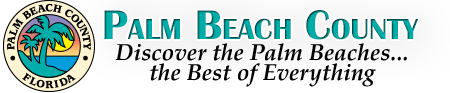 PALM BEACH COUNTY
FLORIDA
PALM BEACH COUNTY
Discover the Palm Beaches...
the Best of Everything